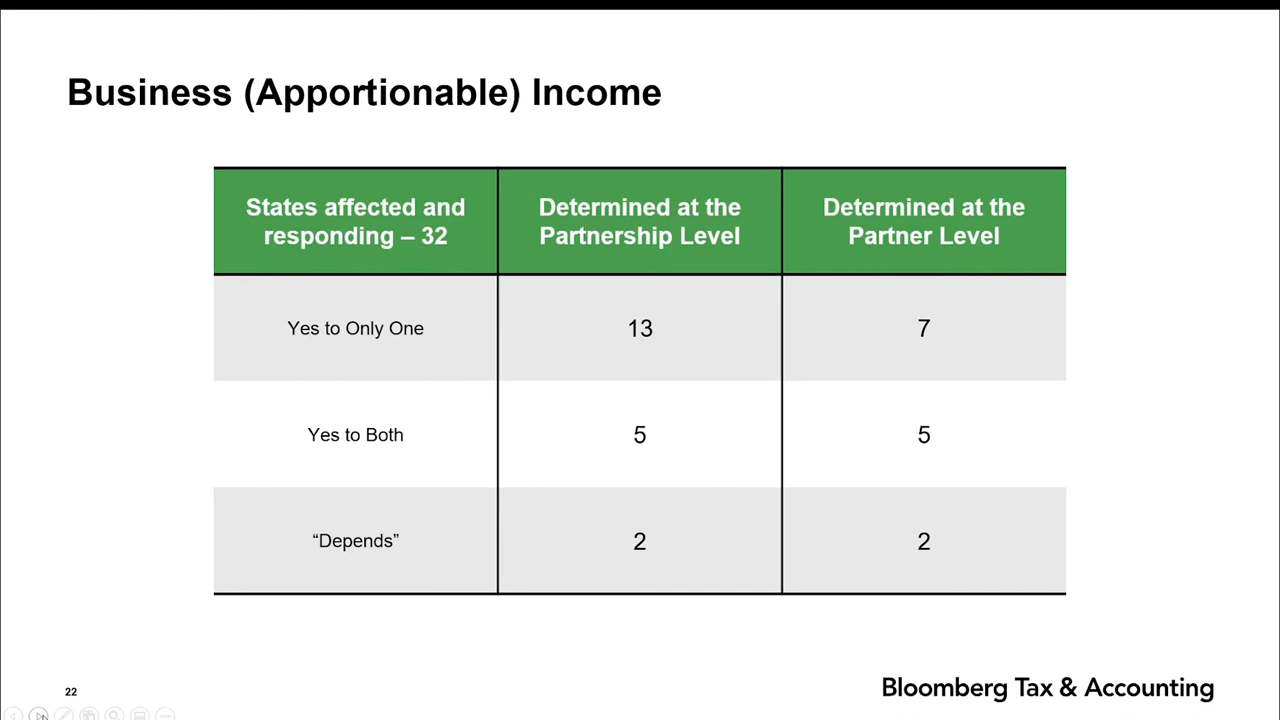 Business (Apportionable) Income
States affected and
responding – 32
Determined at the
Partnership Level
Determined at the
Partner Level
Yes to Only One
13
7
Yes to Both
5
5
“Depends”
2
2
22
Bloomberg Tax & Accounting